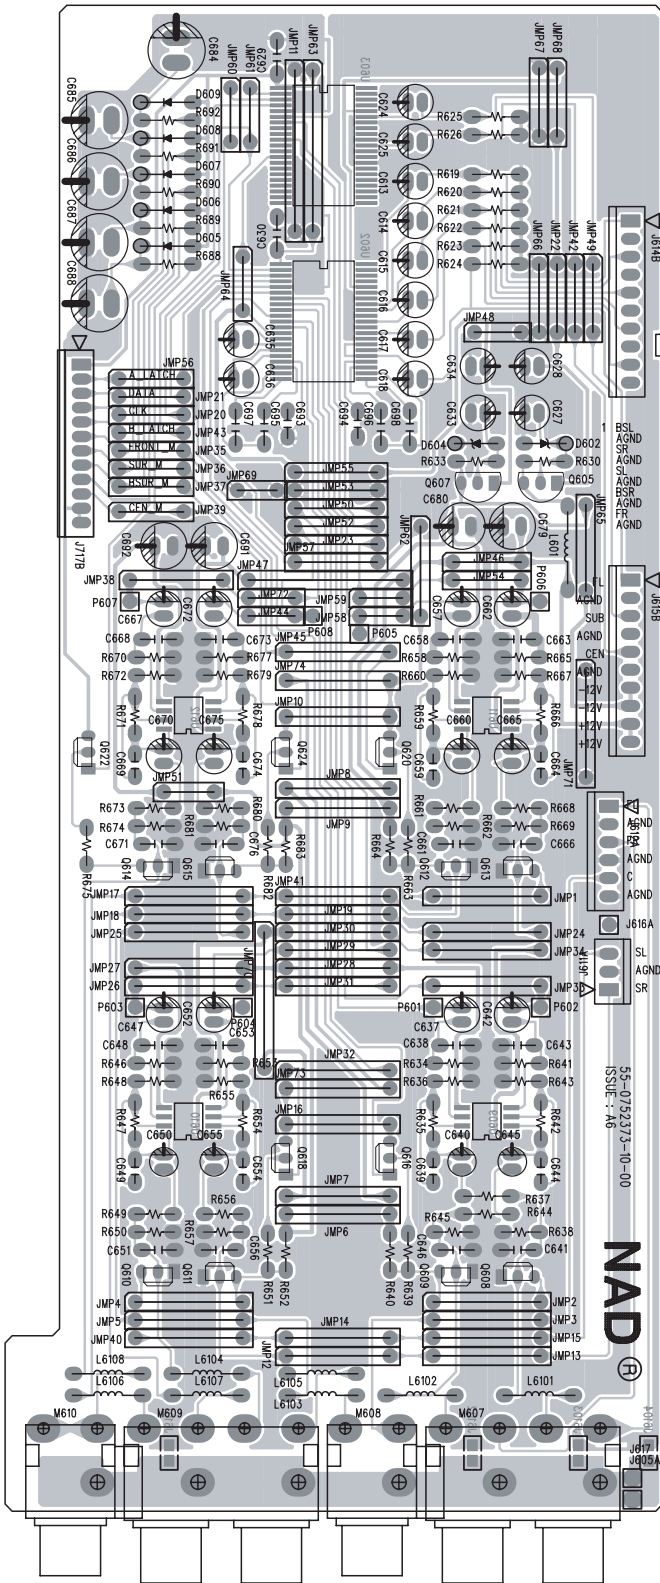 C684
C629
JMP11
JMP63
JMP60
JMP61
JMP67
JMP68
U603
C685
D609
R692
D608
R691
D607
R690
D606
R689
D605
R688
C686
C687
C688
C624
C625
C613
C614
C615
C616
C617
C618
R625
R626
R619
R620
R621
R622
R623
R624
U602
JMP64
JMP66
JMP22
JMP42
JMP49
J614B
JMP48
C635
C636
C634
C628
C633
C627
JMP56
A_LATCH
DATA
JMP21
CLK
JMP20
JMP43
FRONT_M
JMP35
SUR_M
JMP36
BSUR_M
JMP37
CEN_M
JMP39
J717B
C697
C695
C693
C694
C696
C698
D604
D602
R633
R630
Q607
Q605
1 BSL
AGND
SR
AGND
SL
AGND
BSR
AGND
FR
AGND
JMP69
JMP55
JMP53
JMP50
JMP52
JMP23
JMP57
JMP62
C680
C679
L601
JMP65
C692
C691
JMP38
JMP47
JMP72
JMP44
JMP59
JMP58
JMP46
JMP54
P607
P608
P605
P606
C667
C672
C657
C662
FL
AGND
SUB
AGND
CEN
AGND
-12V
-12V
+12V
+12V
J615B
C668
C673
JMP45
C658
C663
R670
R677
R658
R665
R672
R679
JMP74
R660
R667
R671
C670
C675
R678
JMP10
R659
C660
C665
R666
Q622
Q624
Q620
C669
C674
C659
C664
JMP71
JMP51
JMP8
JMP9
R673
R680
R661
R668
R674
R681
R662
R669
C671
C676
R683
R664
C661
C666
R675
R682
R663
Q614
Q615
Q612
Q613
AGND
AGND
C
AGND
JMP17
JMP41
JMP1
JMP18
JMP19
JMP25
JMP30
JMP24
JMP29
JMP34
JMP27
JMP28
JMP26
JMP31
J616A
SL
AGND
SR
P603
P604
P601
P602
C647
C652
C653
C637
C642
C648
C638
C643
R646
R653
JMP32
R634
R641
R648
R655
JMP73
R636
R643
R647
C650
C655
R654
JMP16
R635
C640
C645
R642
Q618
Q616
C649
C654
C639
C644
JMP7
JMP6
R649
R656
R637
R644
R650
R657
R645
R638
C651
C656
C646
C641
Q610
Q611
R651
R652
R640
R639
Q609
Q608
55-0752373-10-00
ISSUE : A6
NAD ®
JMP4
JMP2
JMP5
JMP3
JMP40
JMP14
JMP15
JMP12
JMP13
L6108
L6104
L6105
L6102
L6101
L6106
L6107
L6103
M610
M609
M608
M607
J617
J605A